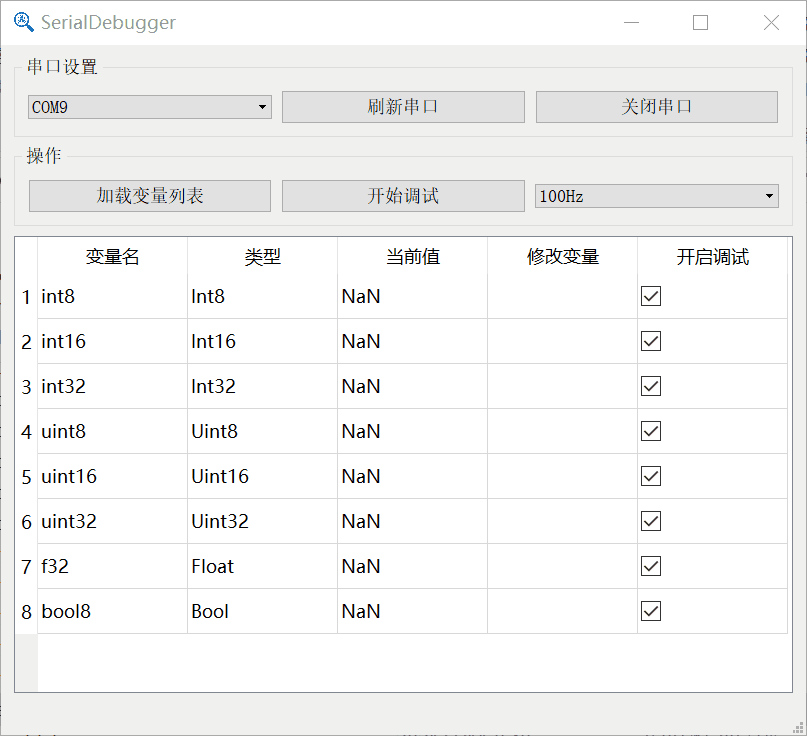 SerialDebugger
串口设置
COM9 刷新串口 关闭串口
操作
加载变量列表 开始调试 100Hz
变量名 类型 当前值 修改变量 开启调试
1 int8 Int8 NaN
2 int16 Int16 NaN
3 int32 Int32 NaN
4 uint8 Uint8 NaN
5 uint16 Uint16 NaN
6 uint32 Uint32 NaN
7 f32 Float NaN
8 bool8 Bool NaN